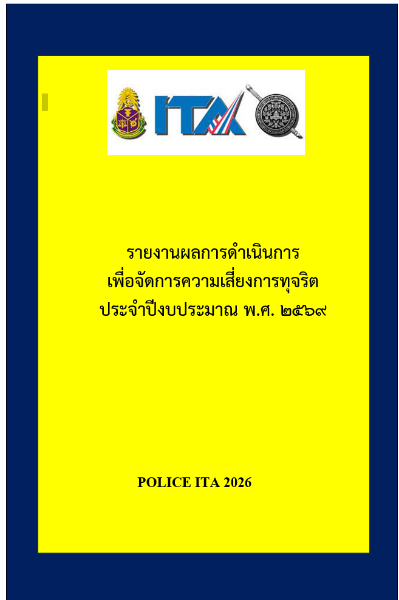 ITA
รายงานผลการดำเนินการ
เพื่อจัดการความเสี่ยงการทุจริต
ประจำปีงบประมาณ พ.ศ. ๒๕๖๙
POLICE ITA 2026